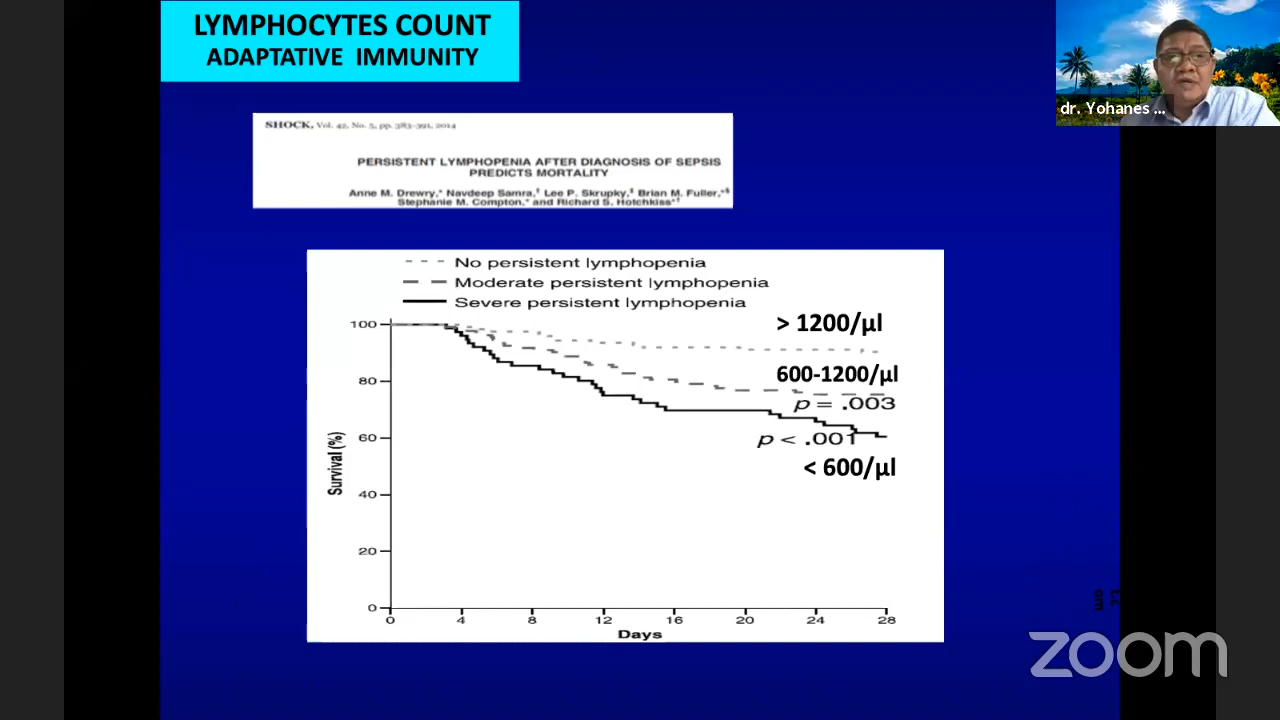 LYMPHOCYTES COUNT
ADAPTATIVE IMMUNITY
dr. Yohanes ...
SHOCK, Vol. 42, No. 5, pp. 383–391, 2014
PERSISTENT LYMPHOPENIA AFTER DIAGNOSIS OF SEPSIS
PREDICTS MORTALITY
Anne M. Drewry,* Navdeep Samra,† Lee P. Skrupky,‡ Brian M. Fuller,*§
Stephanie M. Compton,* and Richard S. Hotchkiss*†
No persistent lymphopenia
Moderate persistent lymphopenia
Severe persistent lymphopenia
> 1200/µl
600-1200/µl
p = .003
p < .001
< 600/µl
Survival (%)
100
80
60
40
20
0
0 4 8 12 16 20 24 28
Days
zoom